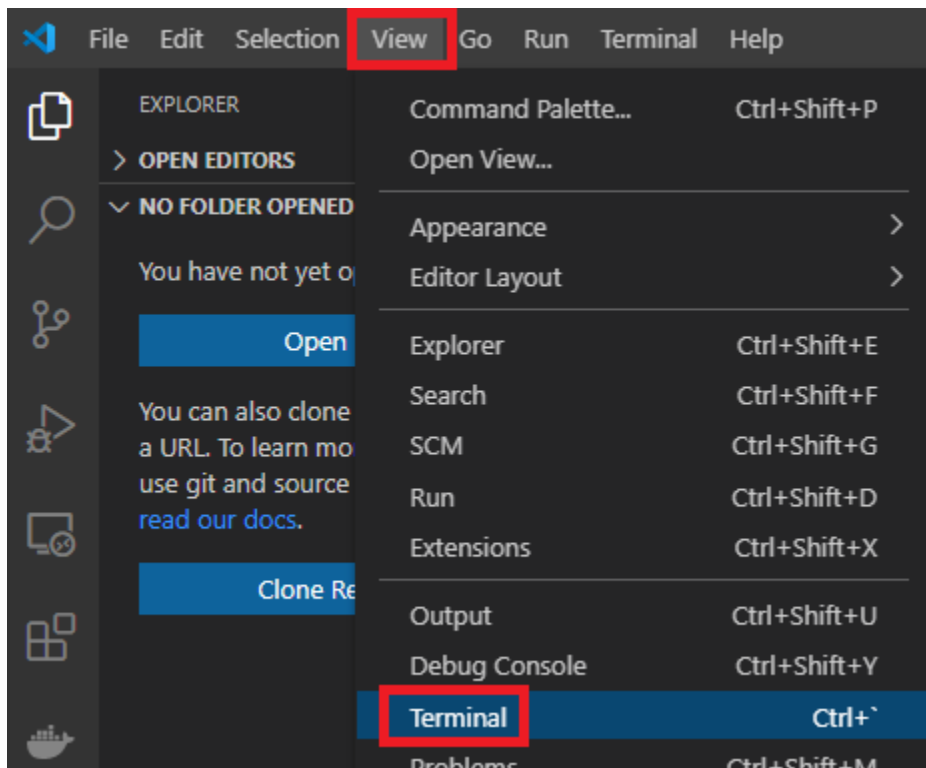 File Edit Selection View Go Run Terminal Help
EXPLORER
OPEN EDITORS
NO FOLDER OPENED
You have not yet
Open
You can also clone
a URL. To learn
use git and source
read our docs.
Clone
Command Palette... Ctrl+Shift+P
Open View...
Appearance
Editor Layout
Explorer Ctrl+Shift+E
Search Ctrl+Shift+F
SCM Ctrl+Shift+G
Run Ctrl+Shift+D
Extensions Ctrl+Shift+X
Output Ctrl+Shift+U
Debug Console Ctrl+Shift+Y
Terminal Ctrl+`
Problems Ctrl+Shift+M